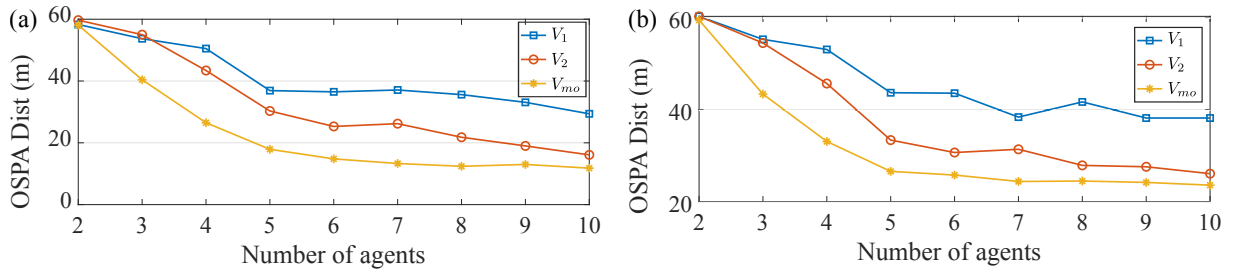 (a)
OSPA Dist (m)
60
40
20
0
2 3 4 5 6 7 8 9 10
Number of agents
V1
V2
Vmo
(b)
OSPA Dist (m)
60
40
20
2 3 4 5 6 7 8 9 10
Number of agents
V1
V2
Vmo